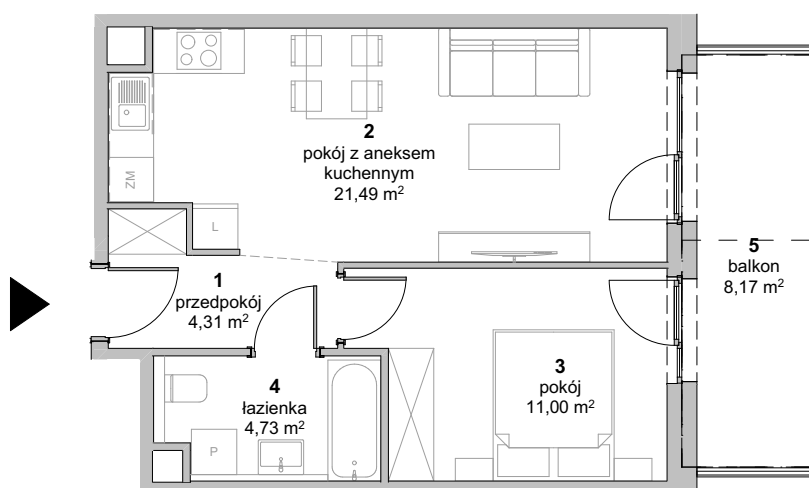 2
pokój z aneksem
kuchennym
21,49 m²
ZM
L
1
przedpokój
4,31 m²
5
balkon
8,17 m²
3
pokój
11,00 m²
4
łazienka
4,73 m²
P